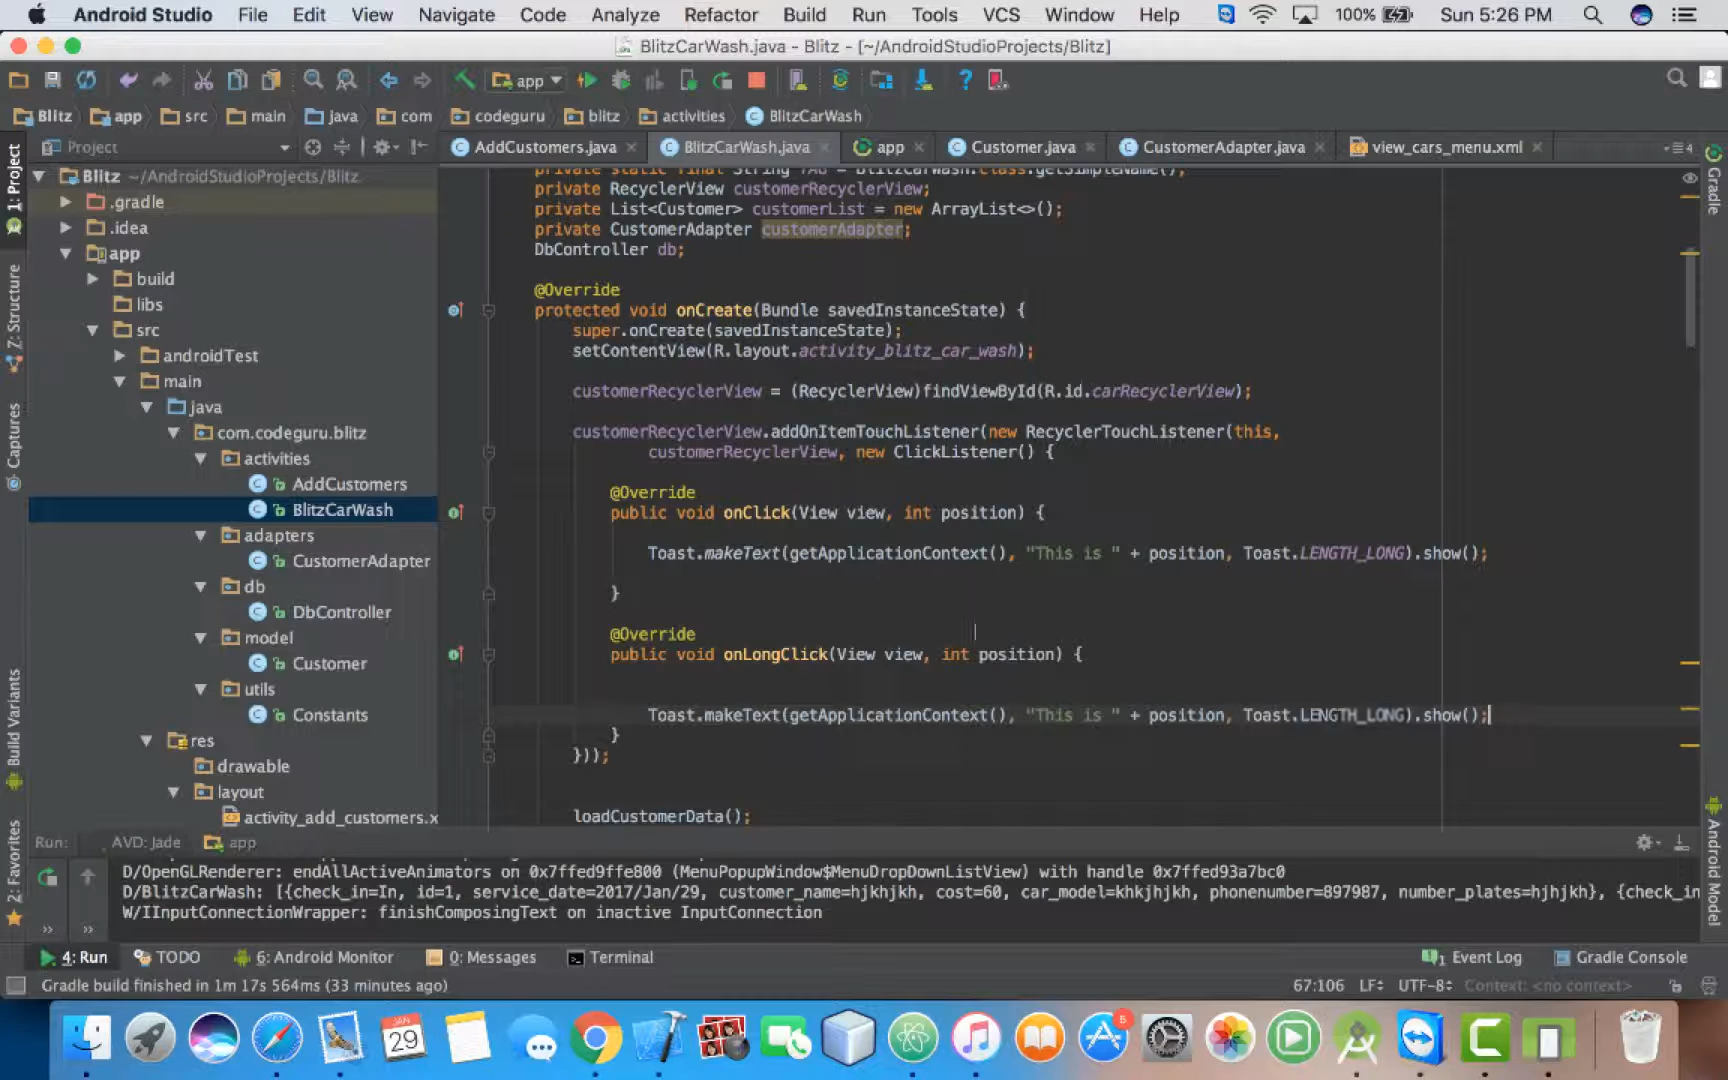 Android Studio File Edit View Navigate Code Analyze Refactor Build Run Tools VCS Window Help 100% Sun 5:26 PM
BlitzCarWash.java - Blitz - [~/AndroidStudioProjects/Blitz]
app
Blitz app src main java com codeguru blitz activities BlitzCarWash
Project
AddCustomers.java BlitzCarWash.java app Customer.java CustomerAdapter.java view_cars_menu.xml 4
1: Project
Z: Structure
Captures
Build Variants
2: Favorites
Blitz ~/AndroidStudioProjects/Blitz
.gradle
.idea
app
build
libs
src
androidTest
main
java
com.codeguru.blitz
activities
AddCustomers
BlitzCarWash
adapters
CustomerAdapter
db
DbController
model
Customer
utils
Constants
res
drawable
layout
activity_add_customers.x
private static final String TAG = BlitzCarWash.class.getSimpleName();
private RecyclerView customerRecyclerView;
private List<Customer> customerList = new ArrayList<>();
private CustomerAdapter customerAdapter;
DbController db;
@Override
protected void onCreate(Bundle savedInstanceState) {
super.onCreate(savedInstanceState);
setContentView(R.layout.activity_blitz_car_wash);
customerRecyclerView = (RecyclerView)findViewById(R.id.carRecyclerView);
customerRecyclerView.addOnItemTouchListener(new RecyclerTouchListener(this,
customerRecyclerView, new ClickListener() {
@Override
public void onClick(View view, int position) {
Toast.makeText(getApplicationContext(), "This is " + position, Toast.LENGTH_LONG).show();
}
@Override
public void onLongClick(View view, int position) {
Toast.makeText(getApplicationContext(), "This is " + position, Toast.LENGTH_LONG).show();
}
}));
loadCustomerData();
Gradle
Android Model
Run: AVD: Jade app
D/OpenGLRenderer: endAllActiveAnimators on 0x7ffed9ffe800 (MenuPopupWindow$MenuDropDownListView) with handle 0x7ffed93a7bc0
D/BlitzCarWash: [{check_in=In, id=1, service_date=2017/Jan/29, customer_name=hjkhjkh, cost=60, car_model=khkjhjkh, phonenumber=897987, number_plates=hjhjkh}, {check_in
W/IInputConnectionWrapper: finishComposingText on inactive InputConnection
4: Run TODO 6: Android Monitor 0: Messages Terminal 1 Event Log Gradle Console
Gradle build finished in 1m 17s 564ms (33 minutes ago) 67:106 LF UTF-8 Context: <no context>
JAN
29
5